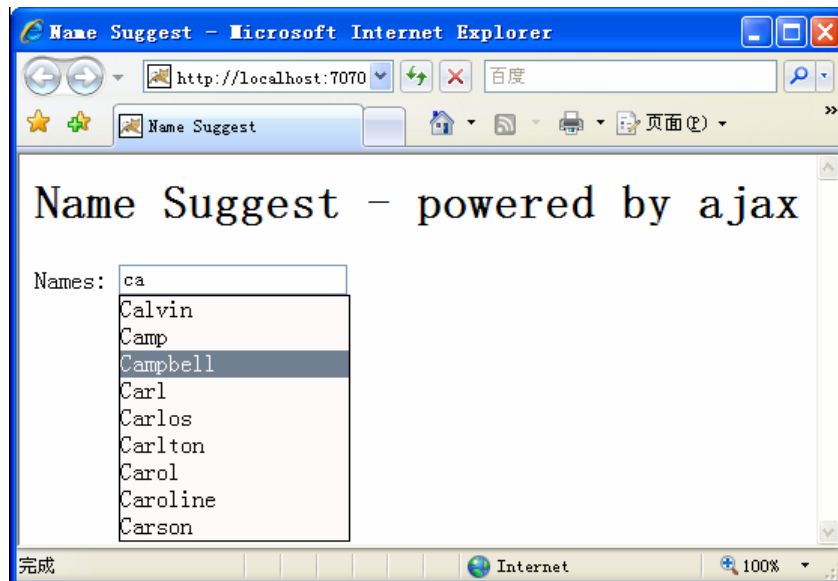 Name Suggest - Microsoft Internet Explorer
http://localhost:7070
百度
Name Suggest
页面(P)
Name Suggest - powered by ajax
Names: ca
Calvin
Camp
Campbell
Carl
Carlos
Carlton
Carol
Caroline
Carson
完成 Internet 100%